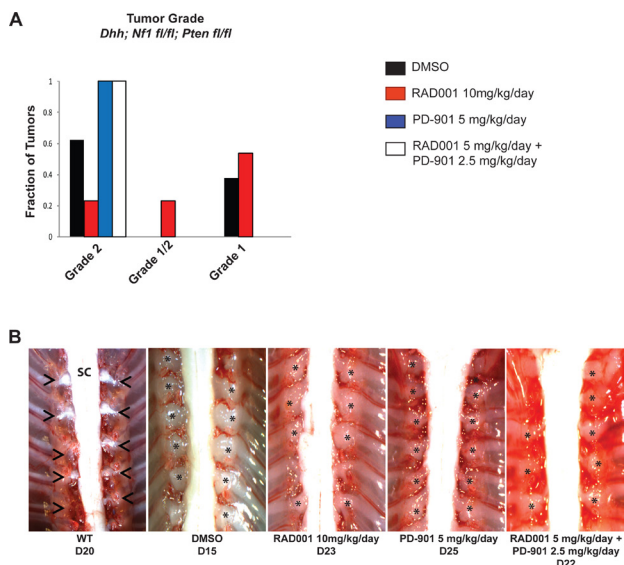 A
Tumor Grade
Dhh; Nf1 fl/fl; Pten fl/fl
Fraction of Tumors
1
0.8
0.6
0.4
0.2
0
Grade 2
Grade 1/2
Grade 1
DMSO
RAD001 10mg/kg/day
PD-901 5 mg/kg/day
RAD001 5 mg/kg/day +
PD-901 2.5 mg/kg/day
B
SC
WT
D20
DMSO
D15
RAD001 10mg/kg/day
D23
PD-901 5 mg/kg/day
D25
RAD001 5 mg/kg/day +
PD-901 2.5 mg/kg/day
D22